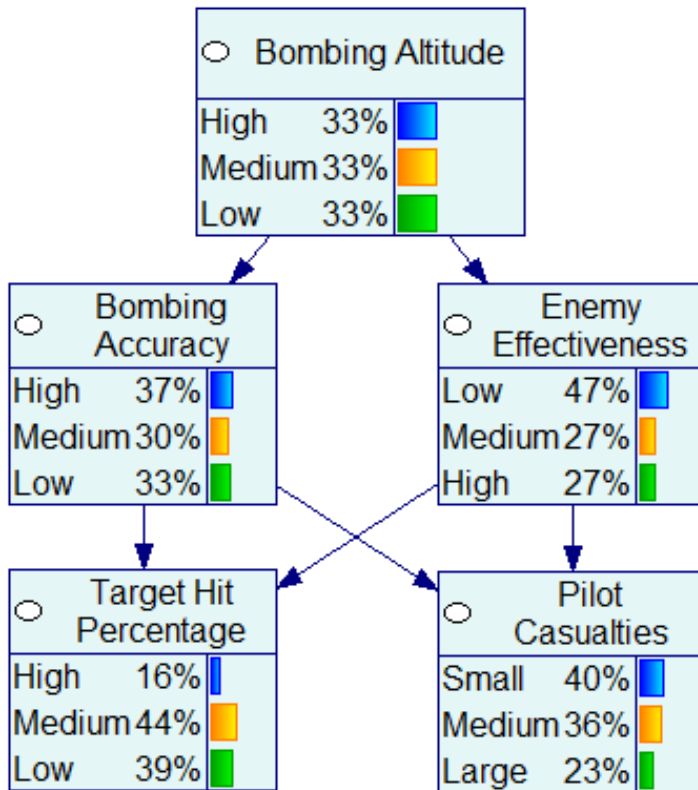 Bombing Altitude
High 33%
Medium 33%
Low 33%
Bombing
Accuracy
High 37%
Medium 30%
Low 33%
Enemy
Effectiveness
Low 47%
Medium 27%
High 27%
Target Hit
Percentage
High 16%
Medium 44%
Low 39%
Pilot
Casualties
Small 40%
Medium 36%
Large 23%